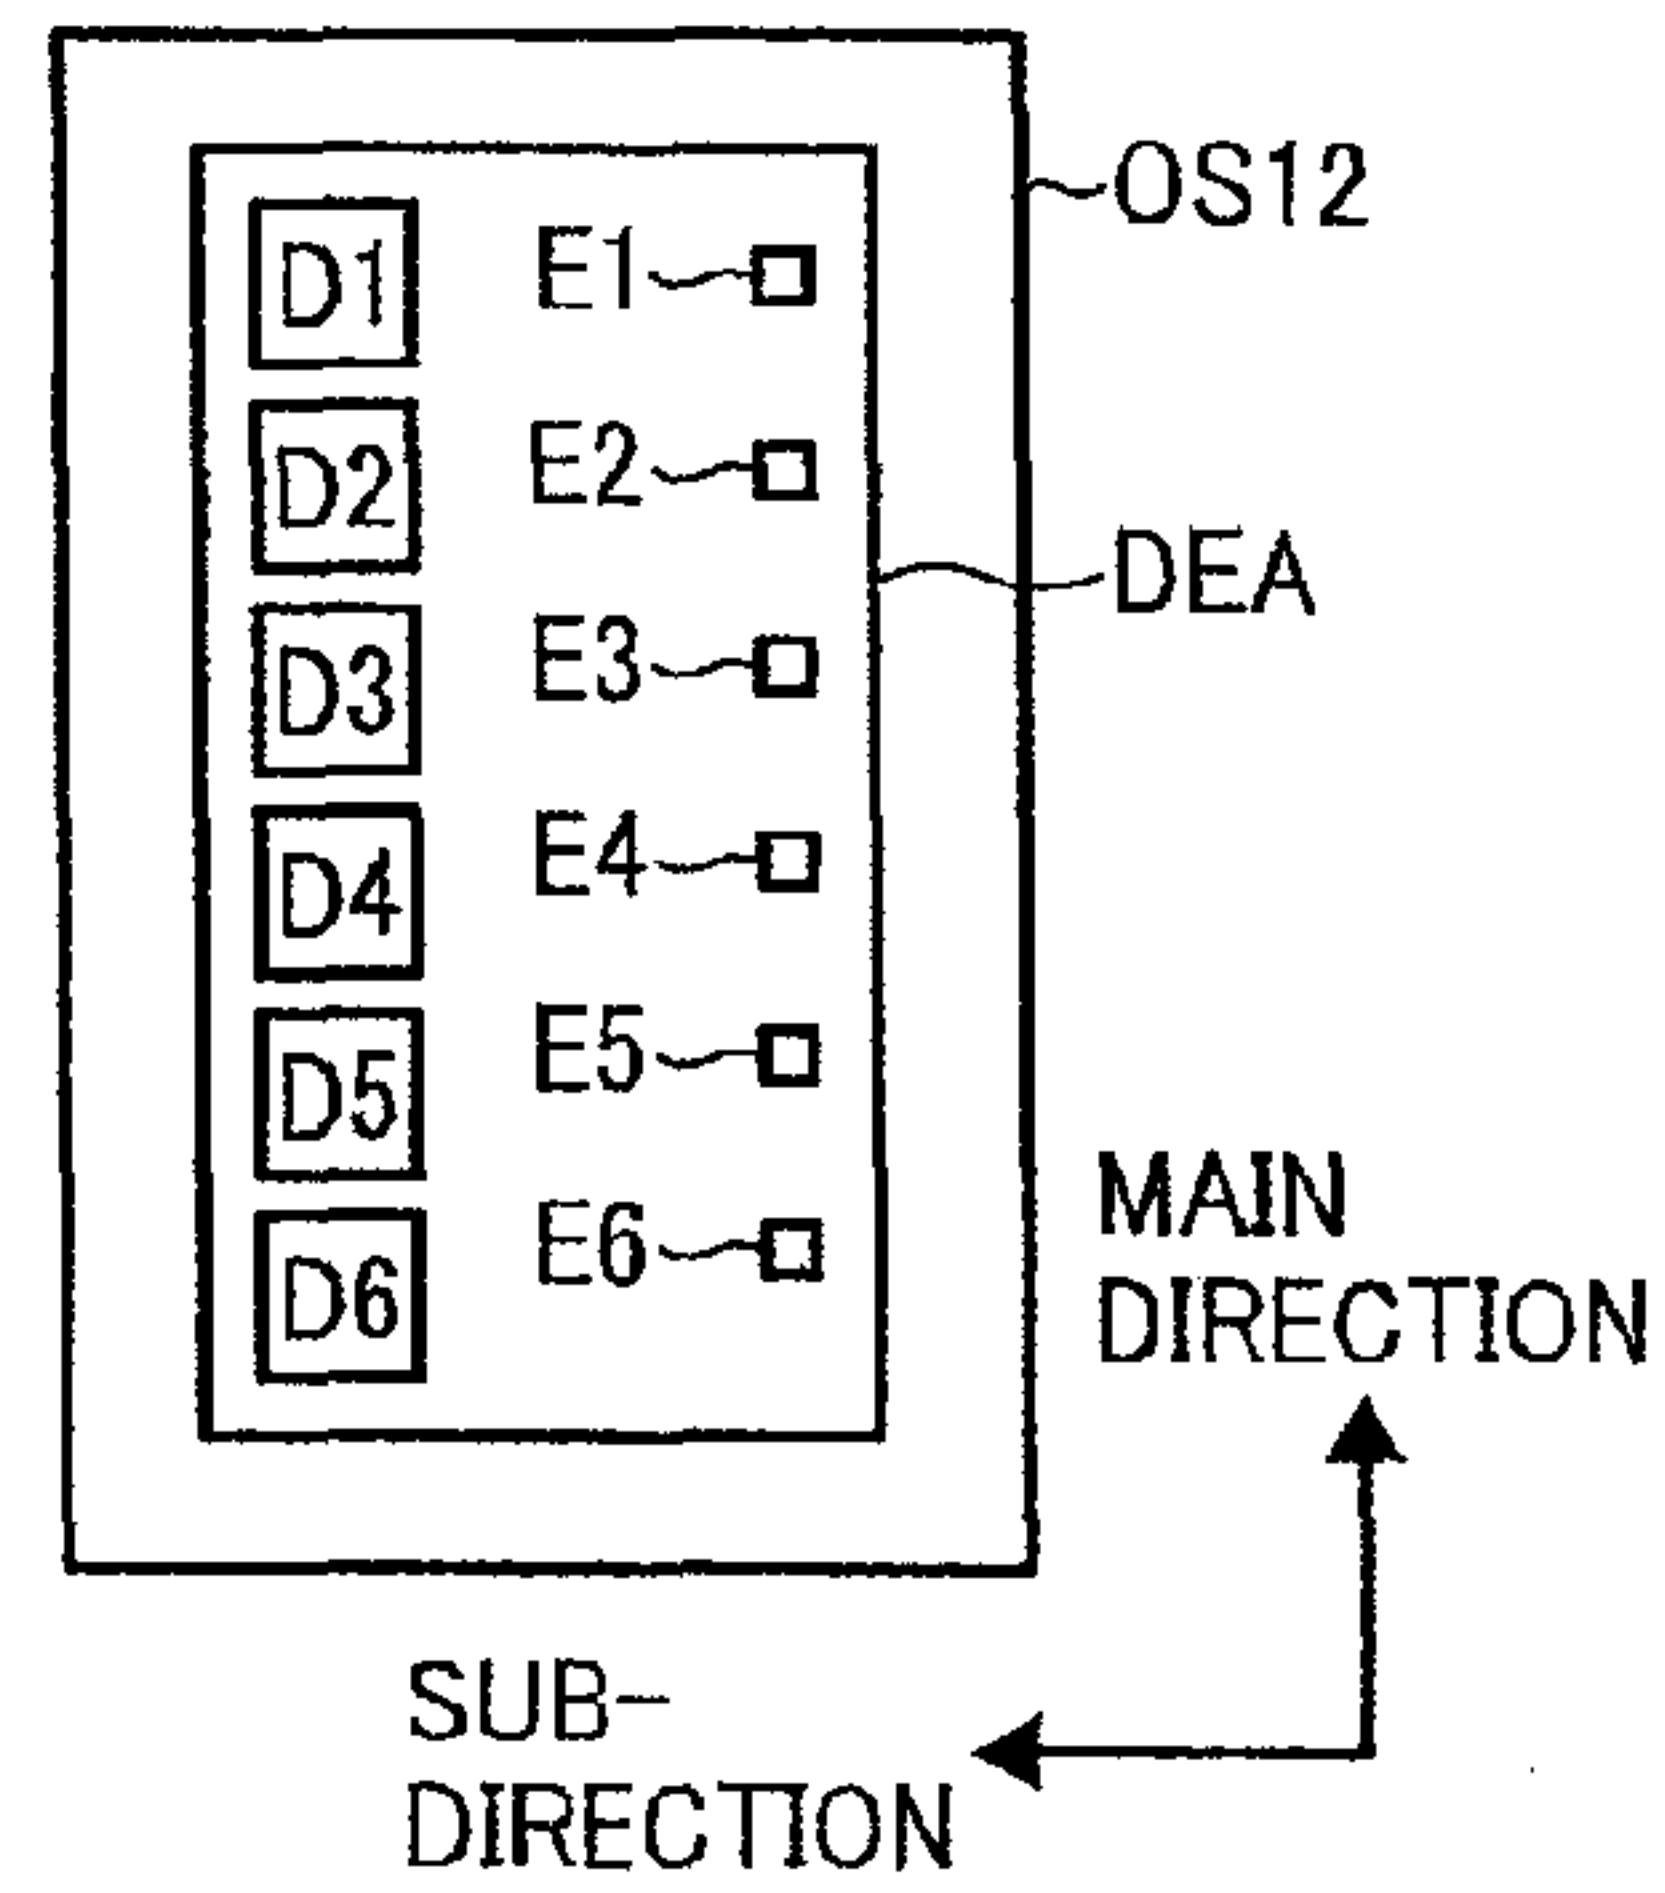 OS12
D1 E1
D2 E2
DEA
D3 E3
D4 E4
D5 E5
D6 E6
MAIN
DIRECTION
SUB-
DIRECTION